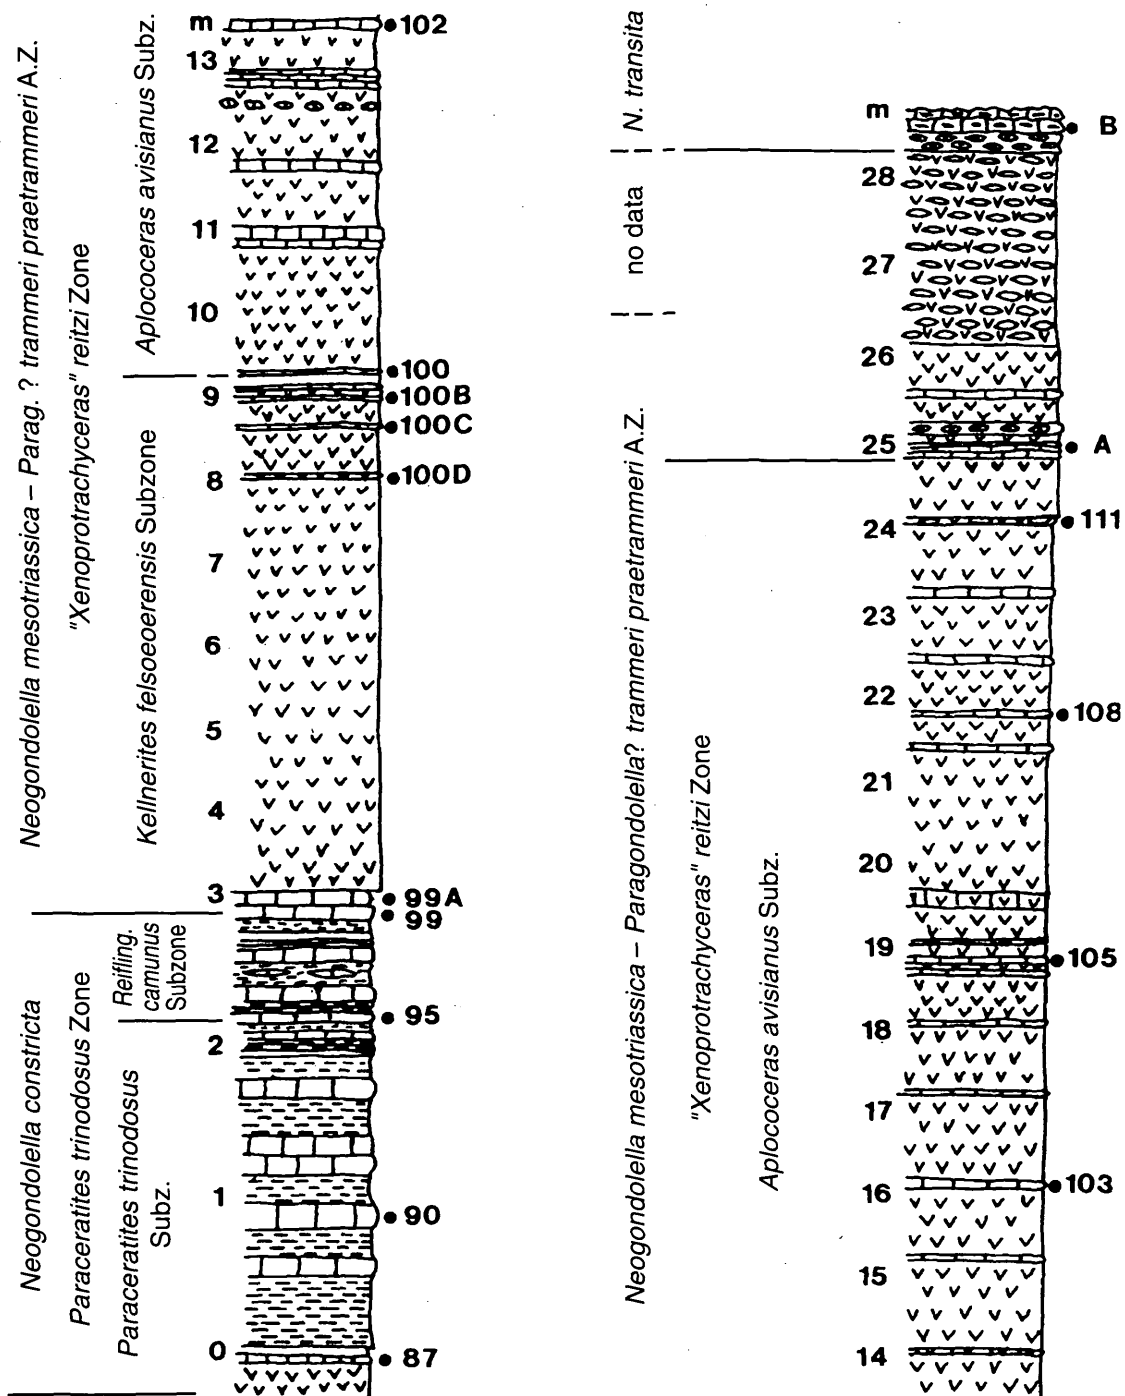 Neogondolella mesotriassica – Parag. ? trammeri praetrammeri A.Z.
"Xenoprotrachyceras" reitzi Zone
Aplococeras avisianus Subz.
Kellnerites felsoeoerensis Subzone
Neogondolella constricta
Paraceratites trinodosus Zone
Reifling.
camunus
Subzone
Paraceratites trinodosus
Subz.
m
102
13
12
11
10
100
9
100B
100C
8
100D
7
6
5
4
3
99A
99
95
2
1
90
0
87
N. transita
no data
Neogondolella mesotriassica – Paragondolella? trammeri praetrammeri A.Z.
"Xenoprotrachyceras" reitzi Zone
Aplococeras avisianus Subz.
m
B
28
27
26
25
A
24
111
23
22
108
21
20
19
105
18
17
16
103
15
14